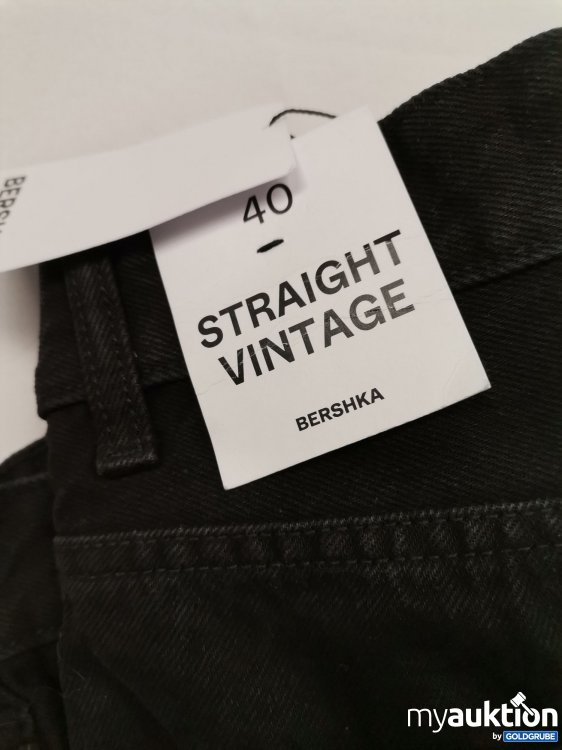 40
STRAIGHT
VINTAGE
BERSHKA
myauktion
by GOLDGRUBE